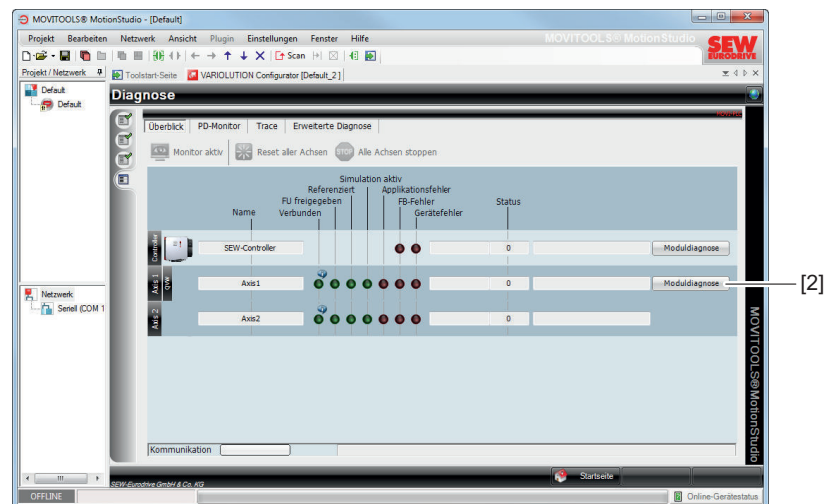 MOVITOOLS® MotionStudio - [Default]
Projekt Bearbeiten Netzwerk Ansicht Plugin Einstellungen Fenster Hilfe
MOVITOOLS® MotionStudio
SEW
EURODRIVE
Scan
Projekt / Netzwerk
Toolstart-Seite
VARIOLUTION Configurator [Default_2]
Default
Default
Diagnose
Überblick PD-Monitor Trace Erweiterte Diagnose
Monitor aktiv
Reset aller Achsen
STOP
Alle Achsen stoppen
Simulation aktiv
Referenziert Applikationsfehler
FU freigegeben FB-Fehler Status
Name Verbunden Gerätefehler
Controller
SEW-Controller
0
Moduldiagnose
Axis 1
Axis1
0
Moduldiagnose
[2]
Axis 2
Axis2
0
Netzwerk
Seriell (COM 1
MOVITOOLS®MotionStudio
Kommunikation
Startseite
SEW-Eurodrive GmbH & Co. KG
OFFLINE
Online-Gerätestatus